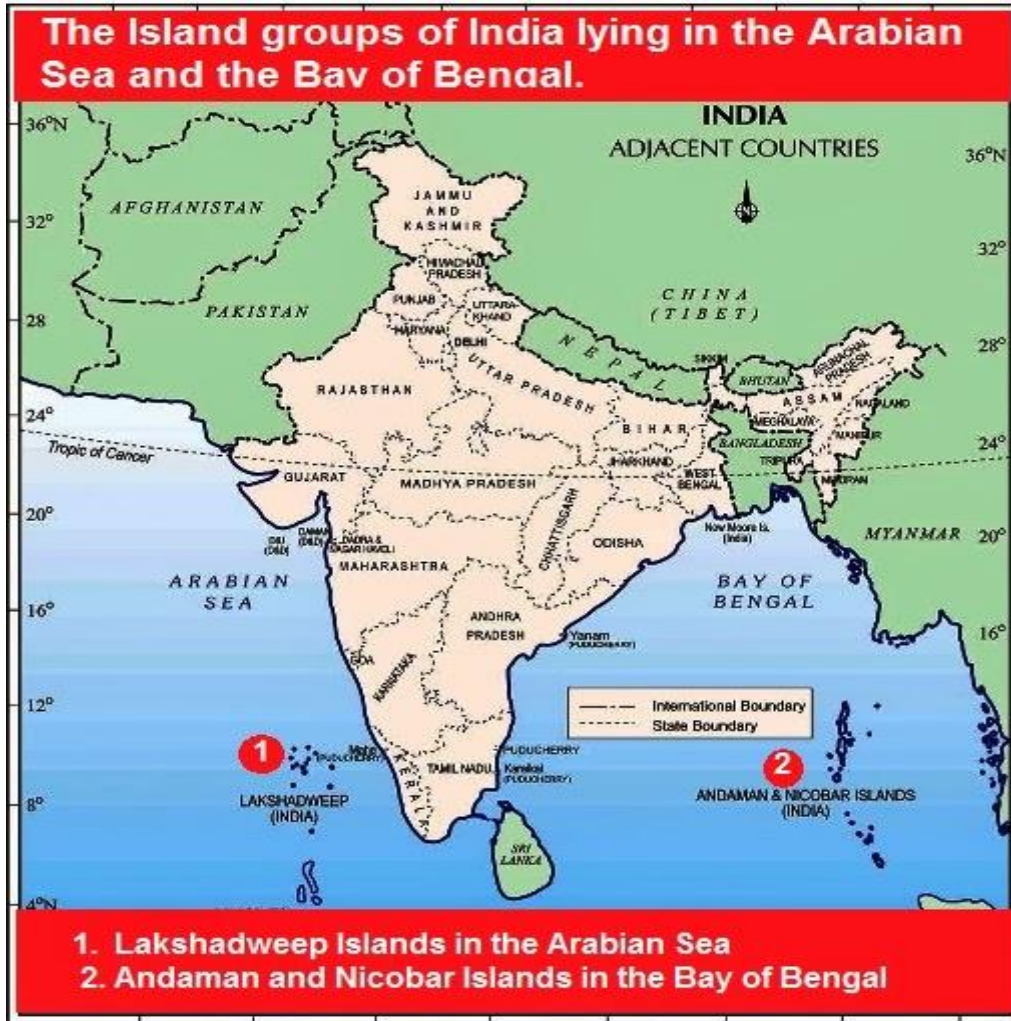 The Island groups of India lying in the Arabian
Sea and the Bay of Bengal.
INDIA
ADJACENT COUNTRIES
36°N
36°N
N
JAMMU
AND
KASHMIR
AFGHANISTAN
32°
32°
HIMACHAL
PRADESH
CHINA
(TIBET)
PAKISTAN
PUNJAB
UTTARA-
KHAND
28°
28°
HARYANA
DELHI
NEPAL
SIKKIM
ARUNACHAL
PRADESH
BHUTAN
RAJASTHAN
UTTAR PRADESH
ASSAM
NAGALAND
24°
24°
MEGHALAYA
BIHAR
MANIPUR
BANGLADESH
Tropic of Cancer
JHARKHAND
TRIPURA
GUJARAT
MADHYA PRADESH
WEST
BENGAL
MIZORAM
20°
20°
CHHATTISGARH
DIU
(D&D)
DAMAN
(D&D)
DADRA &
NAGAR HAVELI
New Moore Is.
(India)
MYANMAR
ODISHA
MAHARASHTRA
ARABIAN
SEA
BAY OF
BENGAL
16°
16°
ANDHRA
PRADESH
Yanam
(PUDUCHERRY)
GOA
KARNATAKA
12°
International Boundary
State Boundary
1
Mahe
(PUDUCHERRY)
PUDUCHERRY
2
KERALA
TAMIL NADU
Karaikal
(PUDUCHERRY)
LAKSHADWEEP
(INDIA)
ANDAMAN & NICOBAR ISLANDS
(INDIA)
8°
8°
SRI
LANKA
4°N
1. Lakshadweep Islands in the Arabian Sea
2. Andaman and Nicobar Islands in the Bay of Bengal